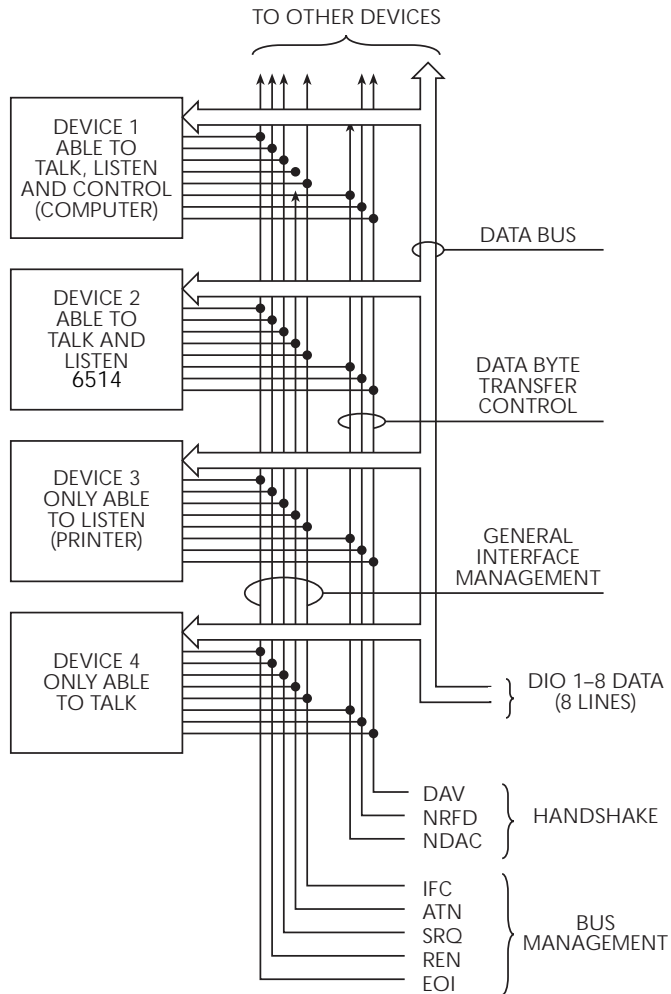 TO OTHER DEVICES
DEVICE 1
ABLE TO
TALK, LISTEN
AND CONTROL
(COMPUTER)
DATA BUS
DEVICE 2
ABLE TO
TALK AND
LISTEN
6514
DATA BYTE
TRANSFER
CONTROL
DEVICE 3
ONLY ABLE
TO LISTEN
(PRINTER)
GENERAL
INTERFACE
MANAGEMENT
DEVICE 4
ONLY ABLE
TO TALK
DIO 1–8 DATA
(8 LINES)
DAV
NRFD
NDAC
HANDSHAKE
IFC
ATN
SRQ
REN
EOI
BUS
MANAGEMENT